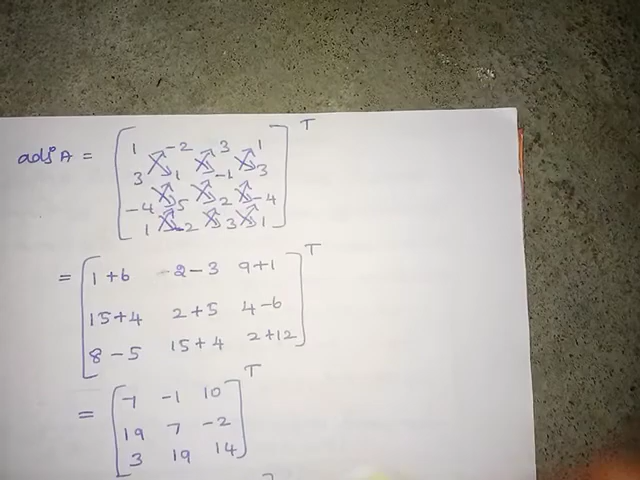 adj A = [ 1 -2 3 1 ] T
3 1 -1 3
-4 5 2 -4
1 -2 3 1
= [ 1+6 -2-3 9+1 ] T
15+4 2+5 4-6
8-5 15+4 2+12
= [ 7 -1 10 ] T
19 7 -2
3 19 14